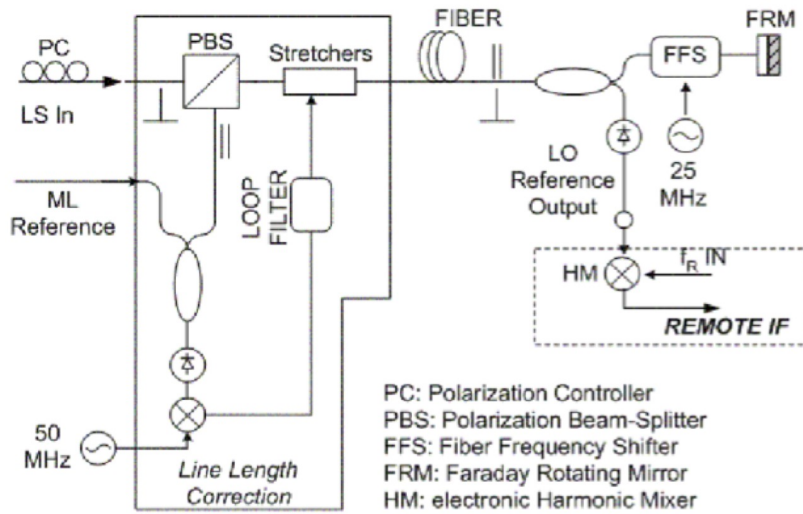 PC
LS In
PBS
Stretchers
FIBER
FFS
FRM
ML
Reference
LOOP
FILTER
LO
Reference
Output
25
MHz
HM
f_R IN
REMOTE IF
50
MHz
Line Length
Correction
PC: Polarization Controller
PBS: Polarization Beam-Splitter
FFS: Fiber Frequency Shifter
FRM: Faraday Rotating Mirror
HM: electronic Harmonic Mixer